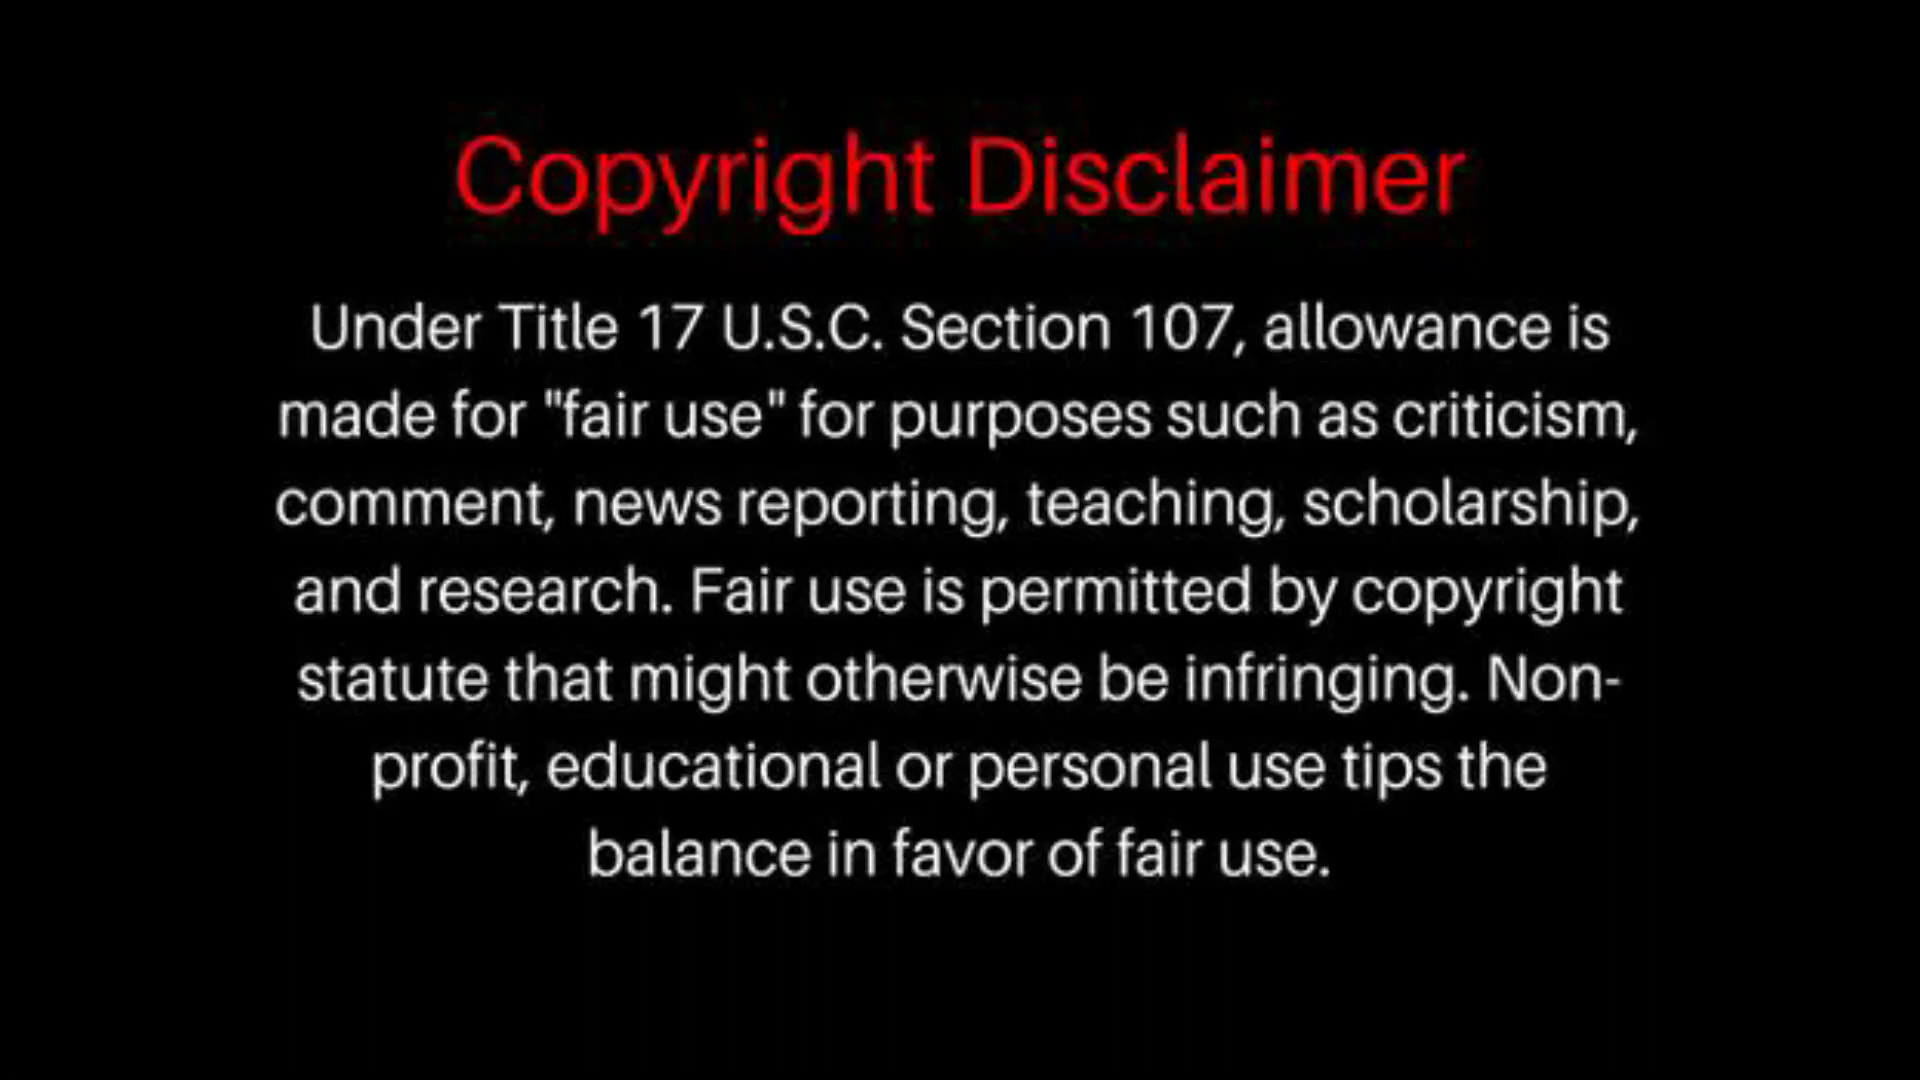 Copyright Disclaimer
Under Title 17 U.S.C. Section 107, allowance is
made for "fair use" for purposes such as criticism,
comment, news reporting, teaching, scholarship,
and research. Fair use is permitted by copyright
statute that might otherwise be infringing. Non-
profit, educational or personal use tips the
balance in favor of fair use.